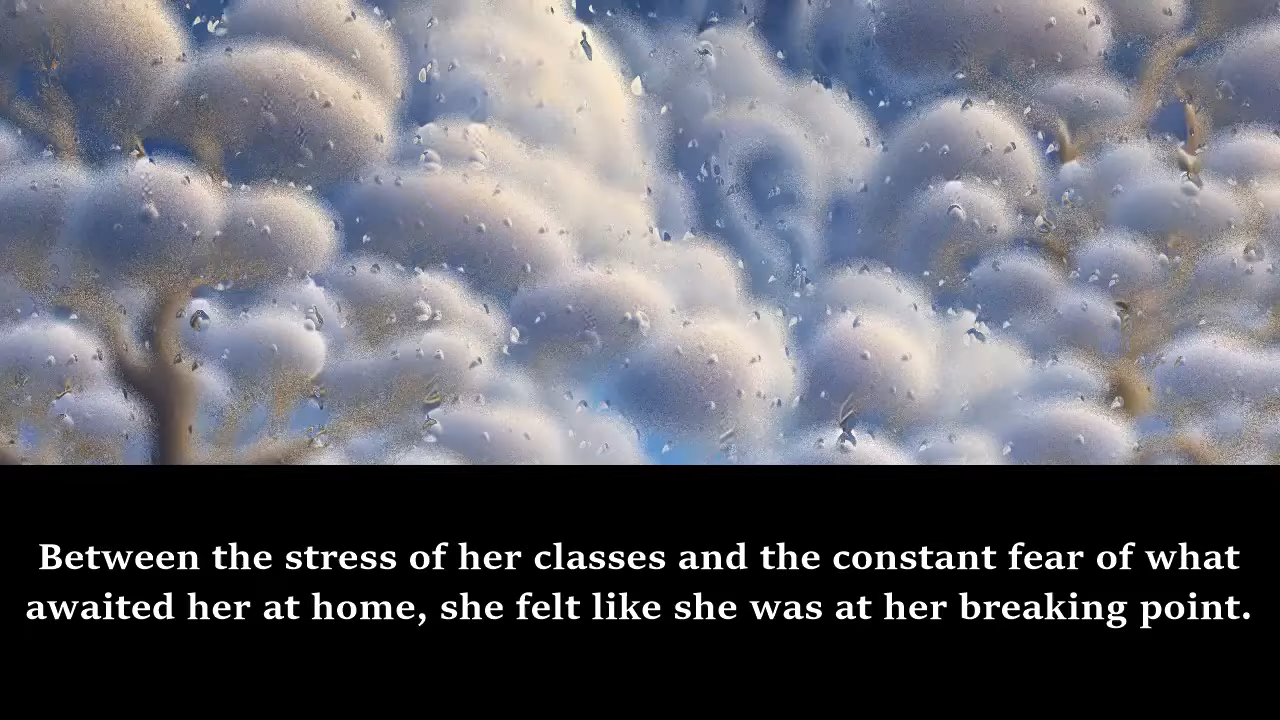 Between the stress of her classes and the constant fear of what
awaited her at home, she felt like she was at her breaking point.